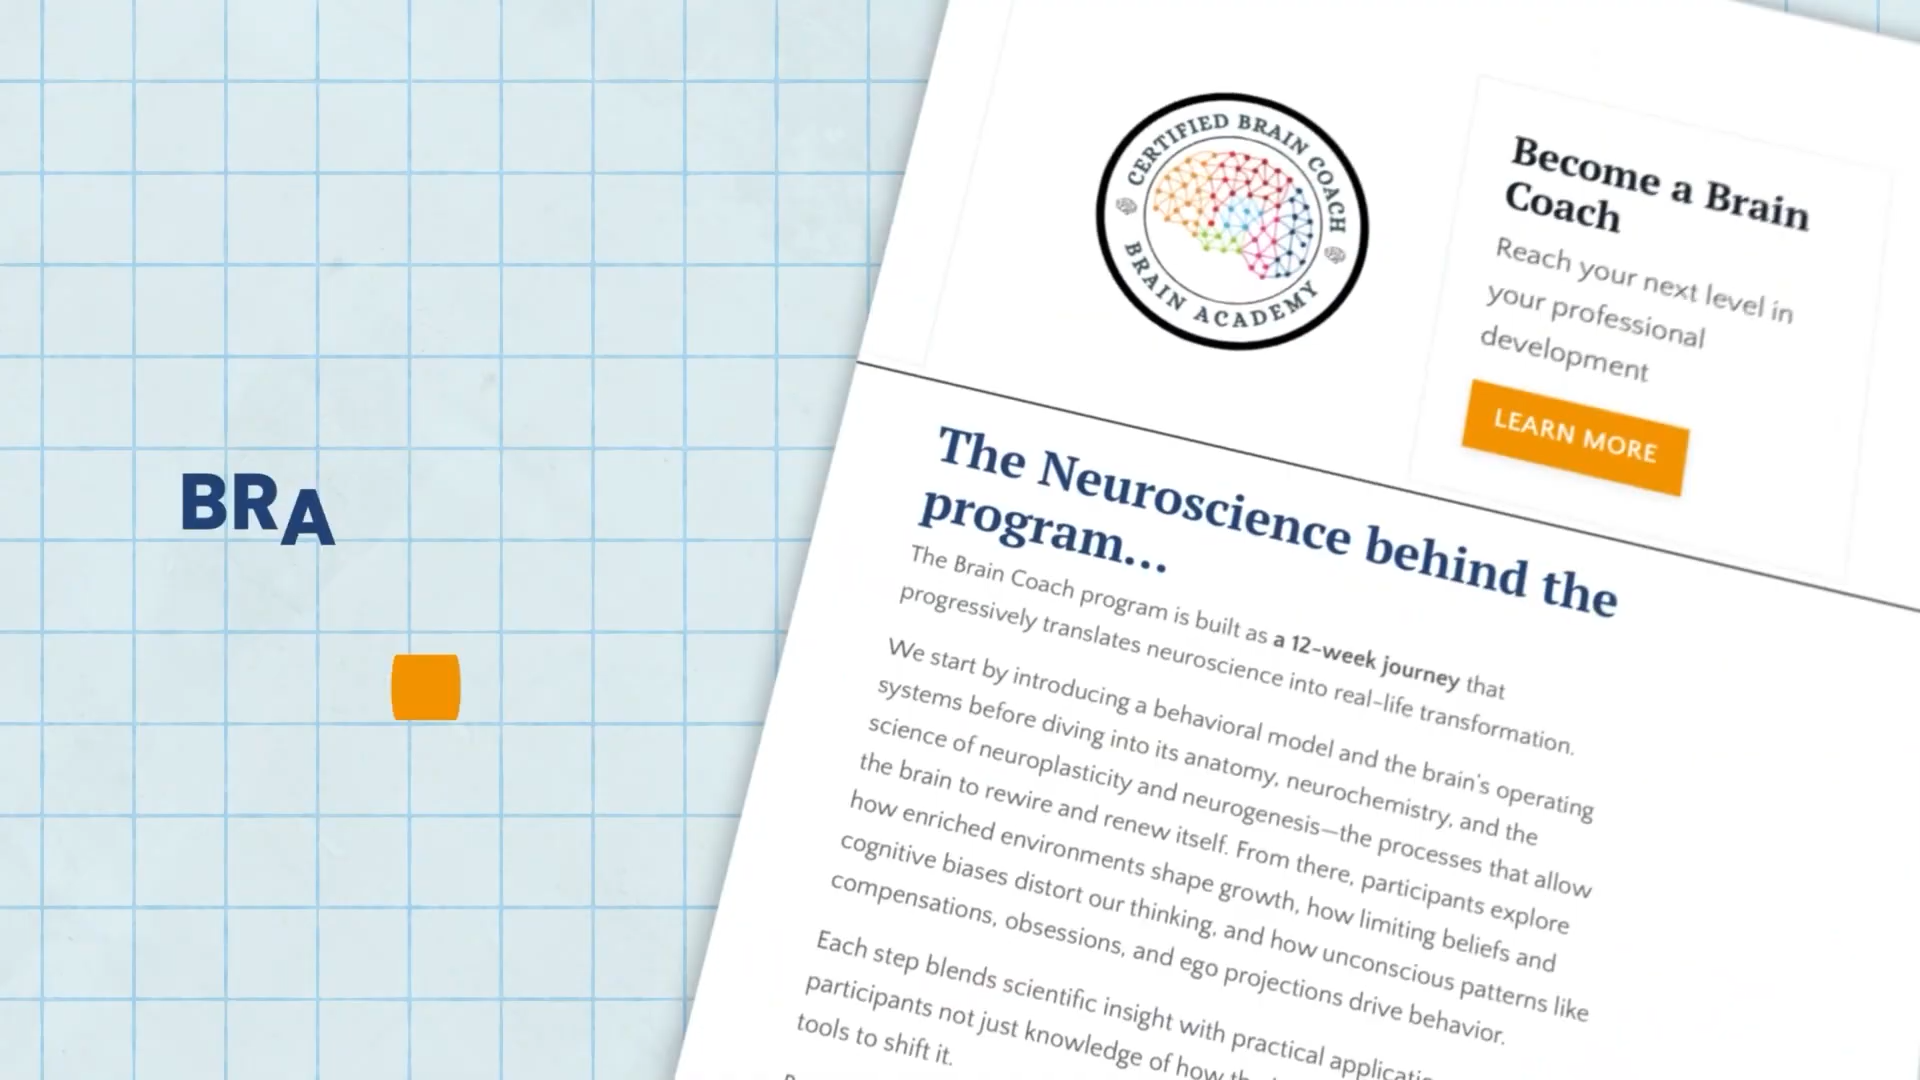 BRA
CERTIFIED BRAIN COACH
BRAIN ACADEMY
Become a Brain
Coach
Reach your next level in
your professional
development
LEARN MORE
The Neuroscience behind the
program...
The Brain Coach program is built as a 12-week journey that
progressively translates neuroscience into real-life transformation.
We start by introducing a behavioral model and the brain's operating
systems before diving into its anatomy, neurochemistry, and the
science of neuroplasticity and neurogenesis—the processes that allow
the brain to rewire and renew itself. From there, participants explore
how enriched environments shape growth, how limiting beliefs and
cognitive biases distort our thinking, and how unconscious patterns like
compensations, obsessions, and ego projections drive behavior.
Each step blends scientific insight with practical
participants not just knowledge of how
tools to shift it.